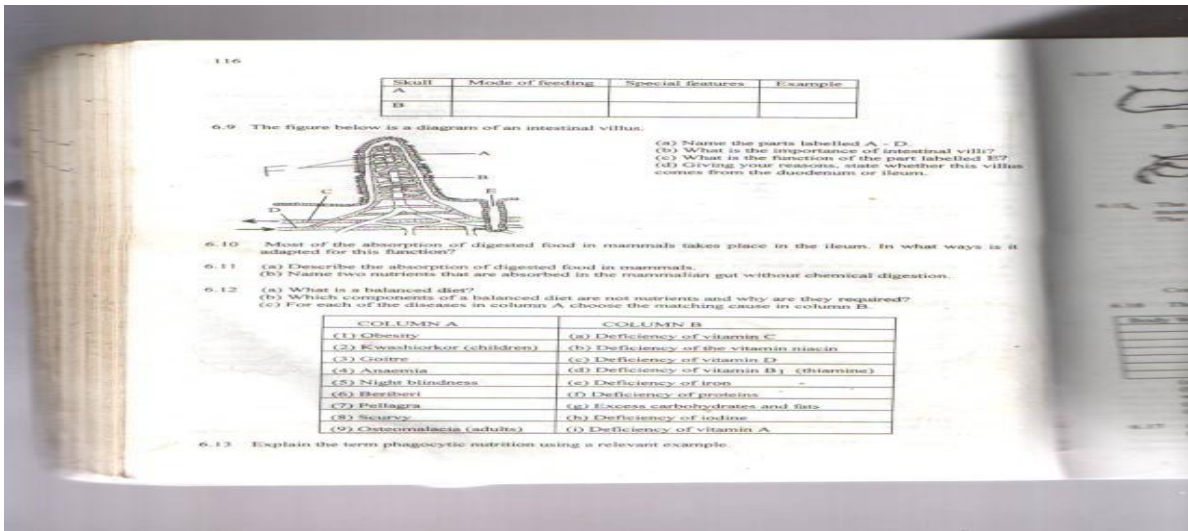 116
Skull Mode of feeding Special features Example
A
B
6.9 The figure below is a diagram of an intestinal villus.
(a) Name the parts labelled A - D.
(b) What is the importance of intestinal villi?
(c) What is the function of the part labelled E?
(d) Giving your reasons, state whether this villus
comes from the duodenum or ileum.
F
A
B
C
E
D
6.10 Most of the absorption of digested food in mammals takes place in the ileum. In what ways is it
adapted for this function?
6.11 (a) Describe the absorption of digested food in mammals.
(b) Name two nutrients that are absorbed in the mammalian gut without chemical digestion.
6.12 (a) What is a balanced diet?
(b) Which components of a balanced diet are not nutrients and why are they required?
(c) For each of the diseases in column A choose the matching cause in column B.
COLUMN A COLUMN B
(1) Obesity (a) Deficiency of vitamin C
(2) Kwashiorkor (children) (b) Deficiency of the vitamin niacin
(3) Goitre (c) Deficiency of vitamin D
(4) Anaemia (d) Deficiency of vitamin B1 (thiamine)
(5) Night blindness (e) Deficiency of iron
(6) Beriberi (f) Deficiency of proteins
(7) Pellagra (g) Excess carbohydrates and fats
(8) Scurvy (h) Deficiency of iodine
(9) Osteomalacia (adults) (i) Deficiency of vitamin A
6.13 Explain the term phagocytic nutrition using a relevant example.
Below
The
The
6.17